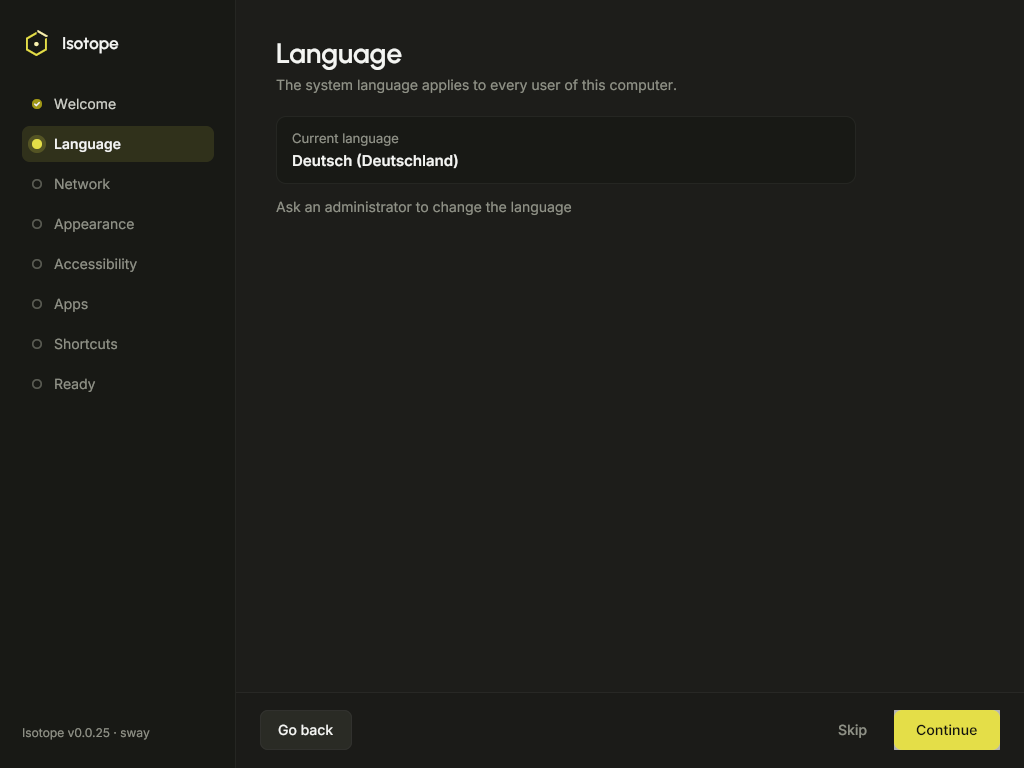 Isotope
Welcome
Language
Network
Appearance
Accessibility
Apps
Shortcuts
Ready
Isotope v0.0.25 · sway
Language
The system language applies to every user of this computer.
Current language
Deutsch (Deutschland)
Ask an administrator to change the language
Go back
Skip
Continue